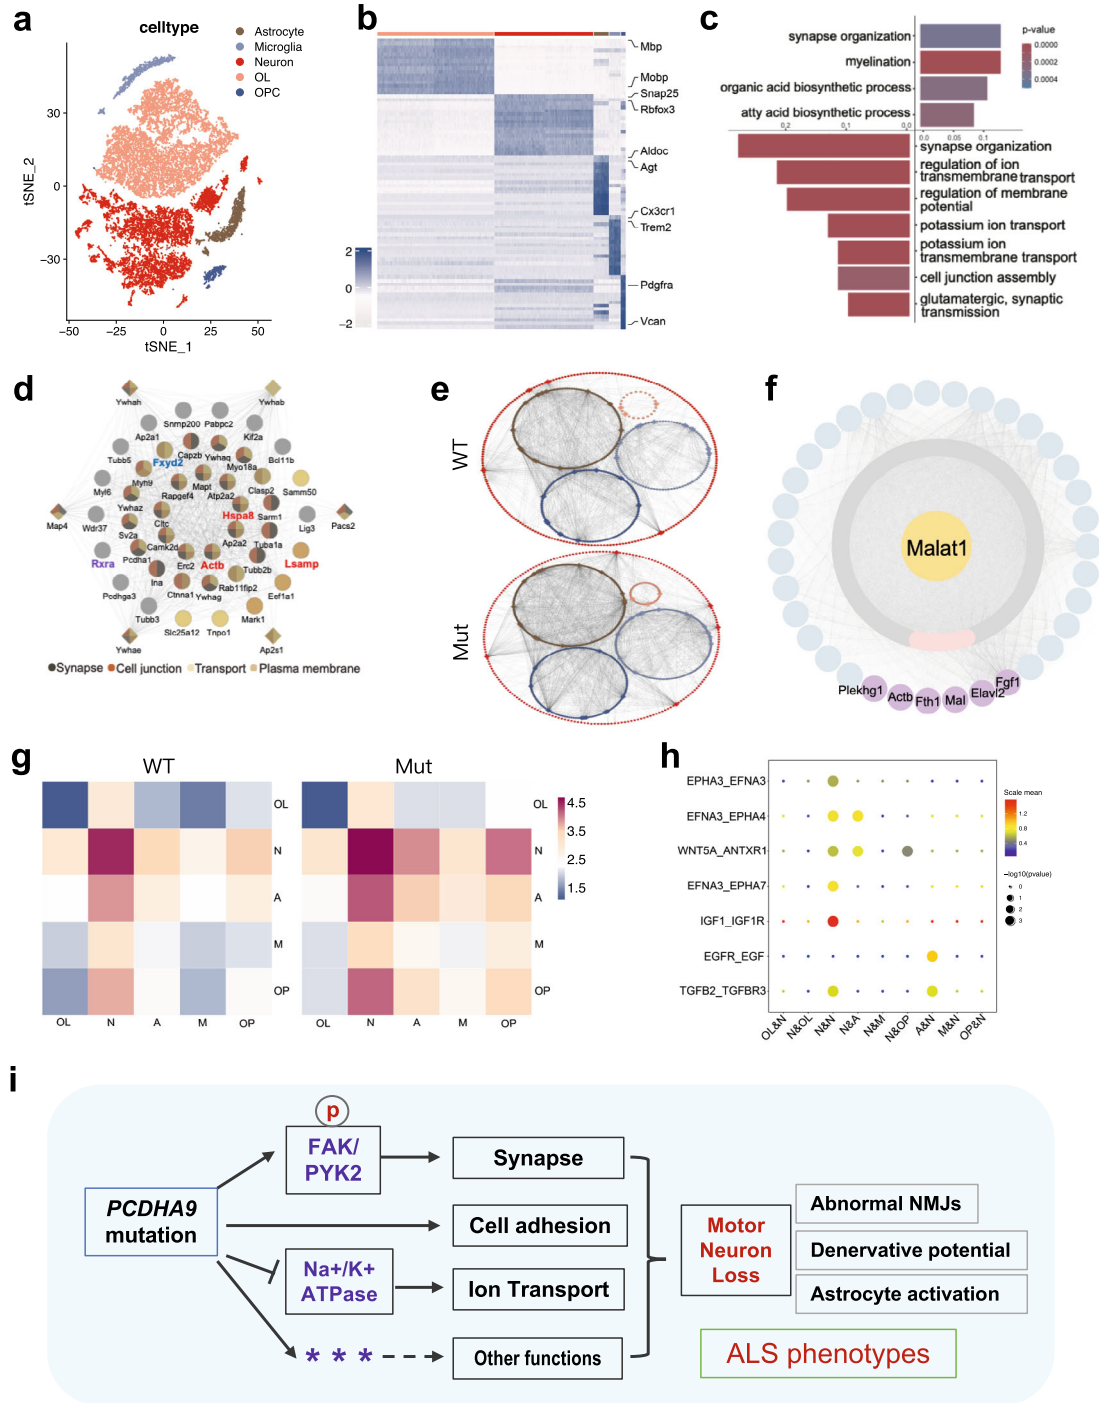 a
celltype
Astrocyte
Microglia
Neuron
OL
OPC
30
0
−30
tSNE_2
−50
−25
0
25
50
tSNE_1
b
Mbp
Mobp
Snap25
Rbfox3
Aldoc
Agt
Cx3cr1
Trem2
Pdgfra
Vcan
2
0
−2
c
synapse organization
myelination
organic acid biosynthetic process
atty acid biosynthetic process
p-value
0.0000
0.0002
0.0004
0.2
0.1
0.0
0.0
0.05
0.1
synapse organization
regulation of ion
transmembrane transport
regulation of membrane
potential
potassium ion transport
potassium ion
transmembrane transport
cell junction assembly
glutamatergic, synaptic
transmission
d
Ywhah
Ywhab
Snmp200
Pabpc2
Ap2a1
Kif2a
Tubb5
Capzb
Ywhaq
Bcl11b
Fxyd2
Myo18a
Myh9
Mapt
Clasp2
Samm50
Myl6
Rapgef4
Atp2a2
Ywhaz
Map4
Wdr37
Cltc
Hspa8
Sarm1
Lig3
Pacs2
Sv2a
Camk2d
Ap2a2
Tuba1a
Rxra
Pcdha1
Erc2
Actb
Tubb2b
Lsamp
Pcdhga3
Ina
Ctnna1
Ywhag
Rab11fip2
Eef1a1
Tubb3
Slc25a12
Tnpo1
Mark1
Ywhae
Ap2s1
Synapse
Cell junction
Transport
Plasma membrane
e
WT
Mut
f
Malat1
Plekhg1
Actb
Fth1
Mal
Elavl2
Fgf1
g
WT
Mut
OL
N
A
M
OP
OL
N
A
M
OP
OL
N
A
M
OP
OL
N
A
M
OP
4.5
3.5
2.5
1.5
h
EPHA3_EFNA3
EFNA3_EPHA4
WNT5A_ANTXR1
EFNA3_EPHA7
IGF1_IGF1R
EGFR_EGF
TGFB2_TGFBR3
OL&N
N&OL
N&N
N&A
N&M
N&OP
A&N
M&N
OP&N
Scale mean
1.2
0.8
0.4
−log10(pvalue)
0
1
2
3
i
PCDHA9
mutation
p
FAK/
PYK2
Na+/K+
ATPase
* * *
Synapse
Cell adhesion
Ion Transport
Other functions
Motor
Neuron
Loss
Abnormal NMJs
Denervative potential
Astrocyte activation
ALS phenotypes